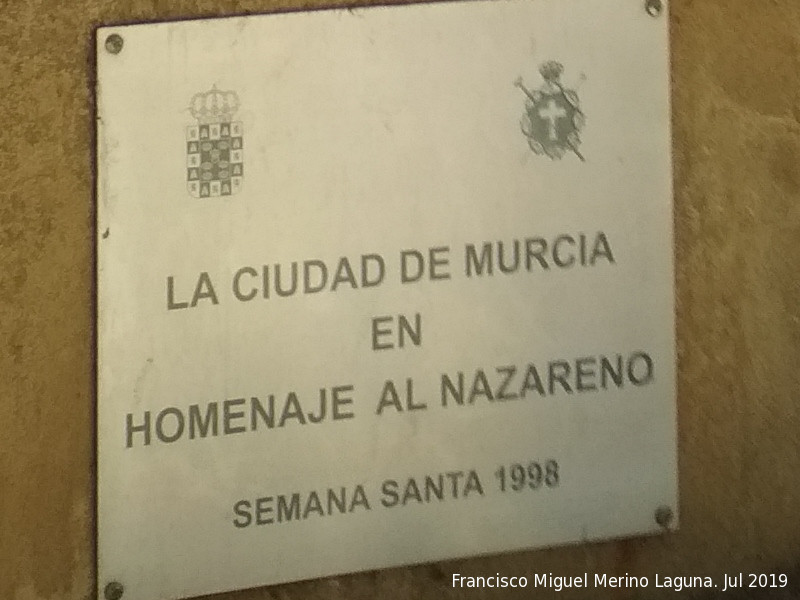 LA CIUDAD DE MURCIA
EN
HOMENAJE AL NAZARENO
SEMANA SANTA 1998
Francisco Miguel Merino Laguna. Jul 2019